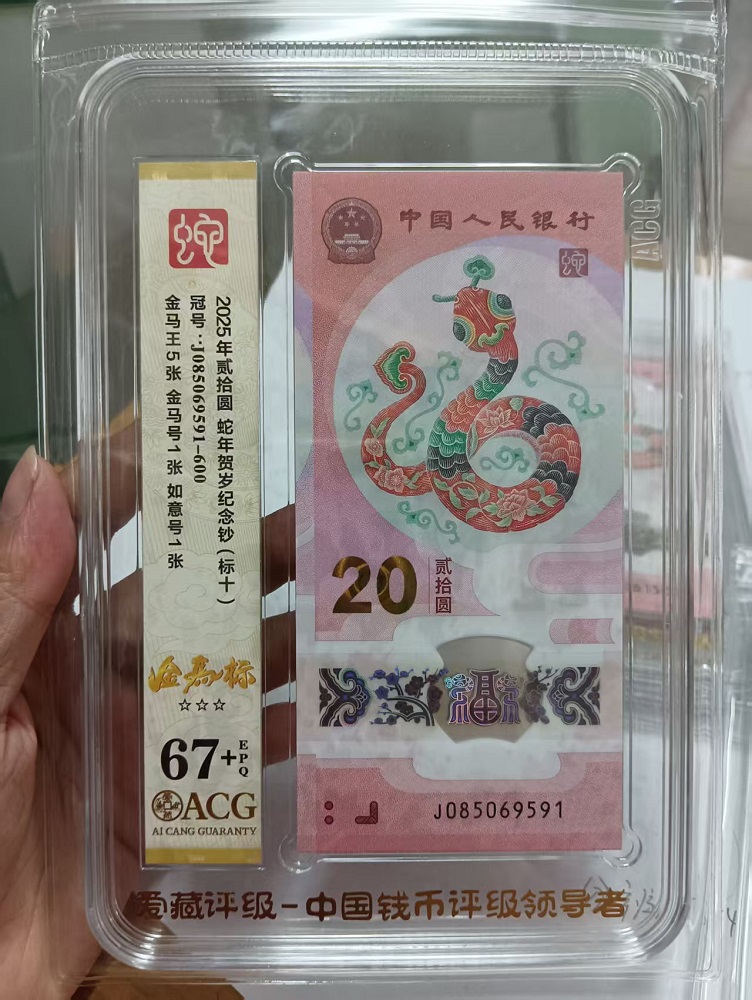 蛇
2025年贰拾圆 蛇年贺岁纪念钞(标十)
冠号:J085069591-600
金马王5张 金马号1张 如意号1张
金马标
☆☆☆
67+EPQ
ACG
AI CANG GUARANTY
中国人民银行
蛇
20 贰拾圆
福
J085069591
ACG
爱藏评级-中国钱币评级领导者